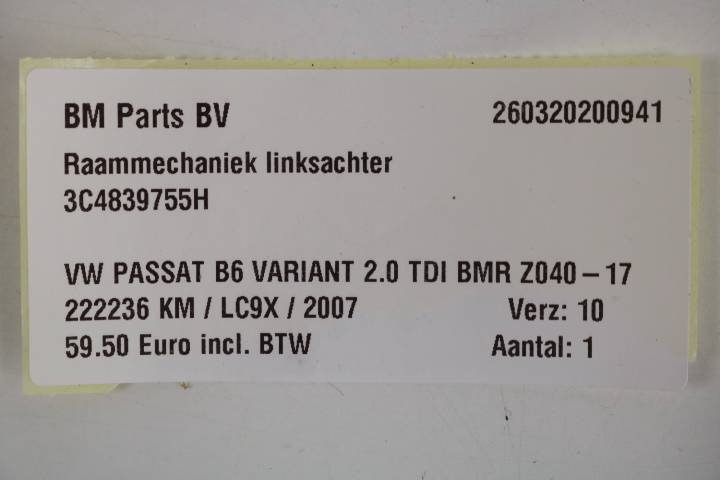 BM Parts BV 260320200941
Raammechaniek linksachter
3C4839755H
VW PASSAT B6 VARIANT 2.0 TDI BMR Z040-17
222236 KM / LC9X / 2007 Verz: 10
59.50 Euro incl. BTW Aantal: 1